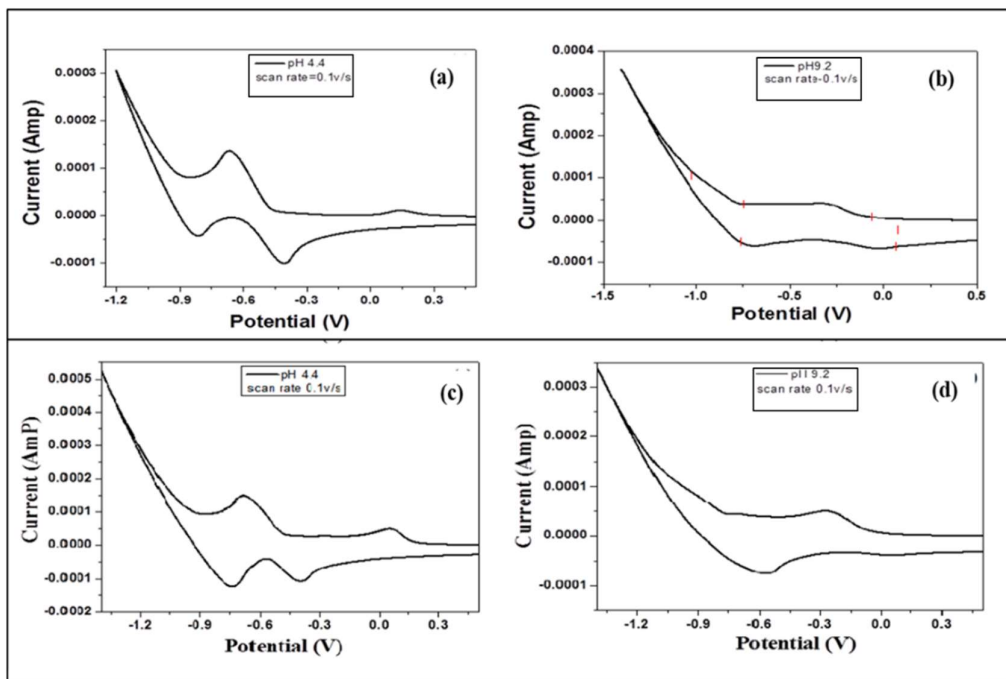 pH 4.4
scan rate=0.1v/s
(a)
0.0003
0.0002
0.0001
0.0000
-0.0001
Current (Amp)
-1.2 -0.9 -0.6 -0.3 0.0 0.3
Potential (V)
pH9.2
scan rate-0.1v/s
(b)
0.0004
0.0003
0.0002
0.0001
0.0000
-0.0001
Current (Amp)
-1.5 -1.0 -0.5 0.0 0.5
Potential (V)
pH 4.4
scan rate 0.1v/s
(c)
0.0005
0.0004
0.0003
0.0002
0.0001
0.0000
-0.0001
-0.0002
Current (AmP)
-1.2 -0.9 -0.6 -0.3 0.0 0.3
Potential (V)
9.2
scan rate 0.1v/s
(d)
0.0003
0.0002
0.0001
0.0000
-0.0001
Current (Amp)
-1.2 -0.9 -0.6 -0.3 0.0 0.3
Potential (V)